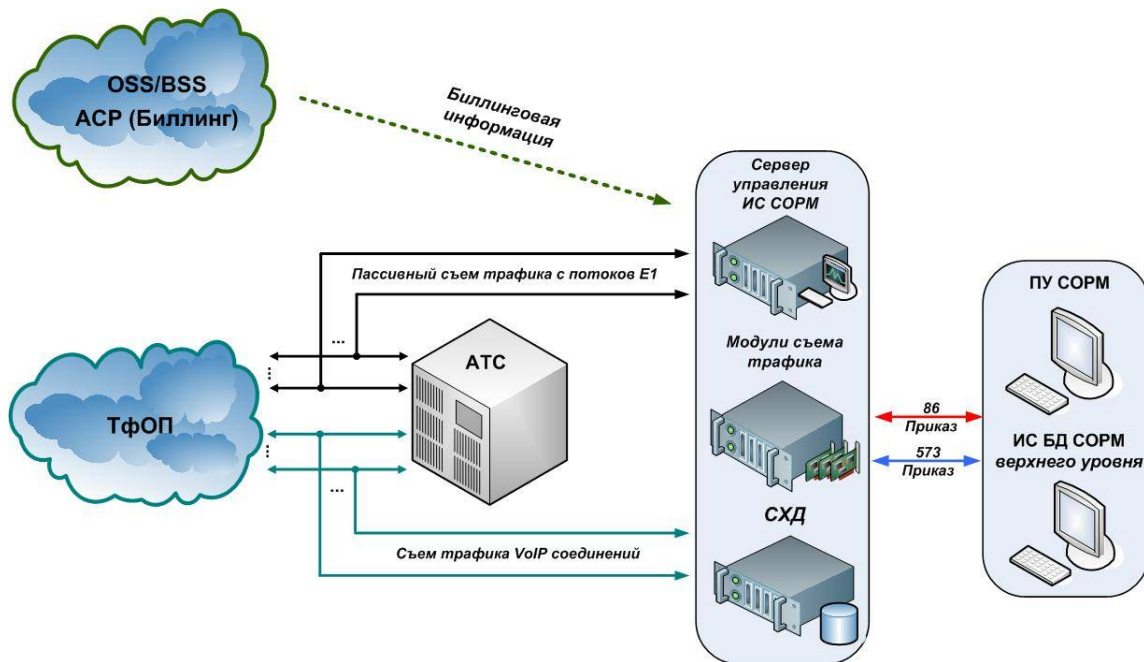 OSS/BSS
АСР (Биллинг)
Биллинговая
информация
Сервер
управления
ИС СОРМ
Пассивный съем трафика с потоков Е1
...
АТС
...
ТфОП
...
...
Съем трафика VoIP соединений
Модули съема
трафика
СХД
86
Приказ
573
Приказ
ПУ СОРМ
ИС БД СОРМ
верхнего уровня